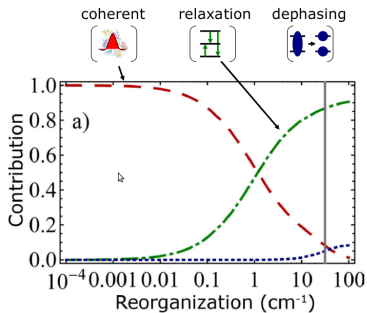 coherent relaxation dephasing
1.0
0.8
0.6
0.4
0.2
0.0
a)
Contribution
10⁻⁴ 0.001 0.01 0.1 1 10 100
Reorganization (cm⁻¹)